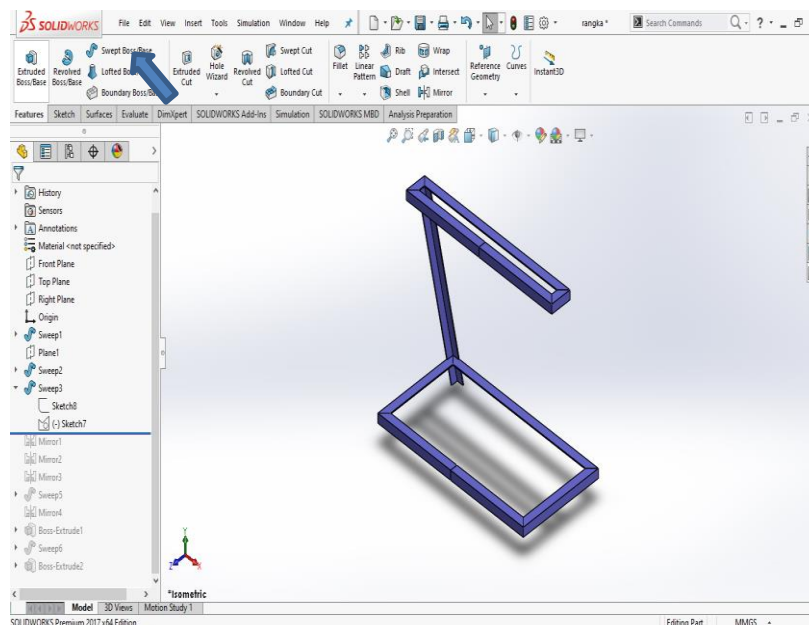 SOLIDWORKS File Edit View Insert Tools Simulation Window Help rangka * Search Commands
Extruded Boss/Base
Revolved Boss/Base
Swept Boss/Base
Lofted
Boundary Boss/
Extruded Cut
Hole Wizard
Revolved Cut
Swept Cut
Lofted Cut
Boundary Cut
Fillet
Linear Pattern
Rib
Draft
Shell
Wrap
Intersect
Mirror
Reference Geometry
Curves
Instant3D
Features Sketch Surfaces Evaluate DimXpert SOLIDWORKS Add-Ins Simulation SOLIDWORKS MBD Analysis Preparation
History
Sensors
Annotations
Material <not specified>
Front Plane
Top Plane
Right Plane
Origin
Sweep1
Plane1
Sweep2
Sweep3
Sketch8
(-) Sketch7
Mirror1
Mirror2
Mirror3
Sweep5
Mirror4
Boss-Extrude1
Sweep6
Boss-Extrude2
Y
Z
X
*Isometric
Model 3D Views Motion Study 1
SOLIDWORKS Premium 2017 x64 Edition Editing Part MMGS